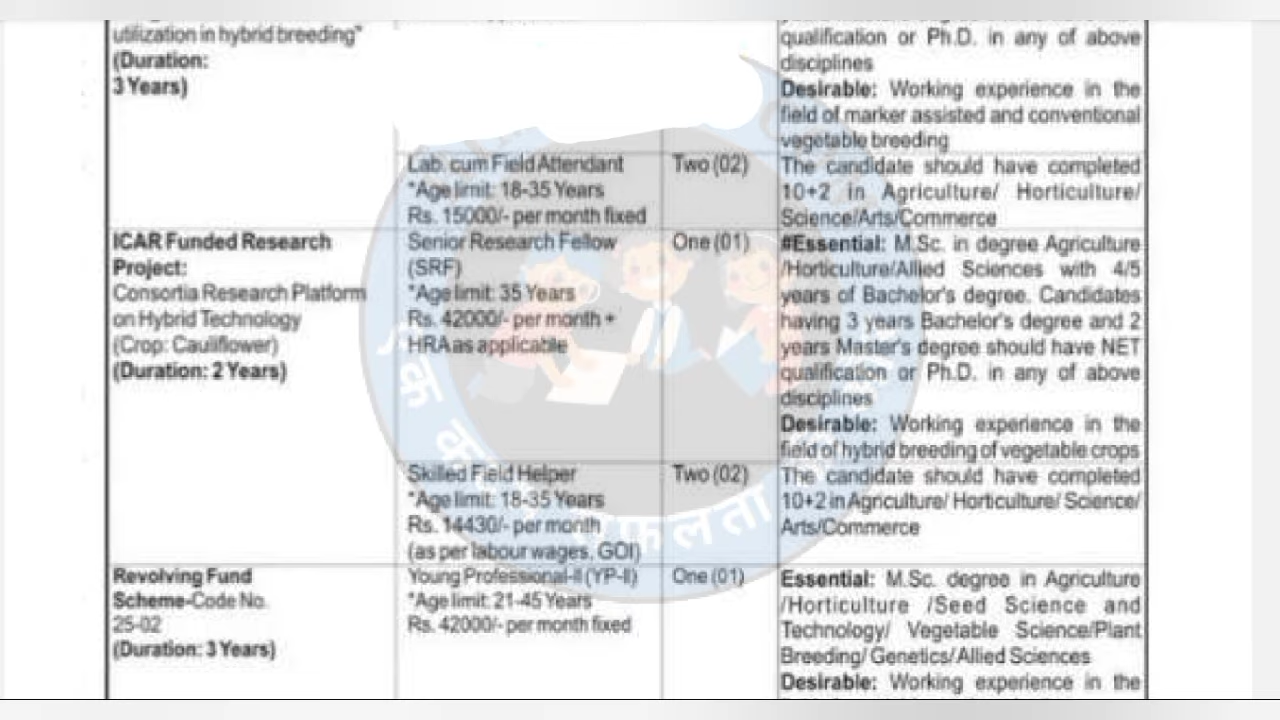 utilization in hybrid breeding"
(Duration:
3 Years)
qualification or Ph.D. in any of above
disciplines
Desirable: Working experience in the
field of marker assisted and conventional
vegetable breeding
Lab. cum Field Attendant
*Age limit: 18-35 Years
Rs. 15000/- per month fixed
Two (02)
The candidate should have completed
10+2 in Agriculture/ Horticulture/
Science/Arts/Commerce
ICAR Funded Research
Project:
Consortia Research Platform
on Hybrid Technology
(Crop: Cauliflower)
(Duration: 2 Years)
Senior Research Fellow
(SRF)
*Age limit: 35 Years
Rs. 42000/- per month +
HRA as applicable
One (01)
#Essential: M.Sc. in degree Agriculture
/Horticulture/Allied Sciences with 4/5
years of Bachelor's degree. Candidates
having 3 years Bachelor's degree and 2
years Master's degree should have NET
qualification or Ph.D. in any of above
disciplines
Desirable: Working experience in the
field of hybrid breeding of vegetable crops
Skilled Field Helper
*Age limit: 18-35 Years
Rs. 14430/- per month
(as per labour wages, GOI)
Two (02)
The candidate should have completed
10+2 in Agriculture/ Horticulture/ Science/
Arts/Commerce
Revolving Fund
Scheme-Code No.
25-02
(Duration: 3 Years)
Young Professional-II (YP-II)
*Age limit: 21-45 Years
Rs. 42000/- per month fixed
One (01)
Essential: M.Sc. degree in Agriculture
/Horticulture /Seed Science and
Technology/ Vegetable Science/Plant
Breeding/ Genetics/Allied Sciences
Desirable: Working experience in the